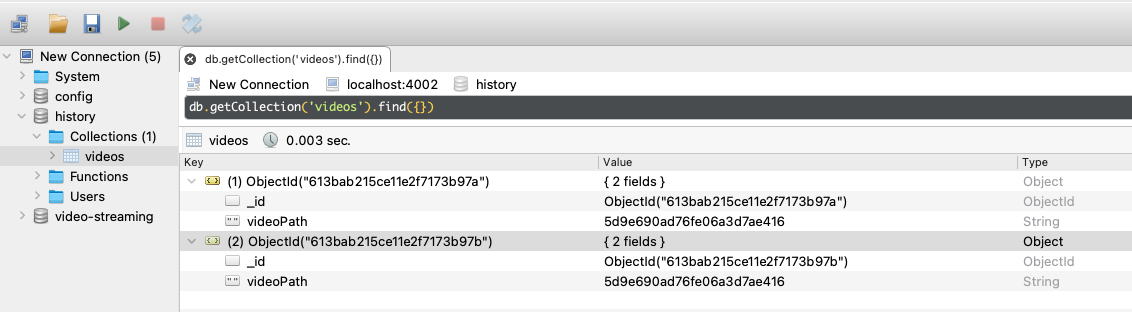 New Connection (5)
System
config
history
Collections (1)
videos
Functions
Users
video-streaming
db.getCollection('videos').find({})
New Connection localhost:4002 history
db.getCollection('videos').find({})
videos 0.003 sec.
Key Value Type
(1) ObjectId("613bab215ce11e2f7173b97a") { 2 fields } Object
_id ObjectId("613bab215ce11e2f7173b97a") ObjectId
videoPath 5d9e690ad76fe06a3d7ae416 String
(2) ObjectId("613bab215ce11e2f7173b97b") { 2 fields } Object
_id ObjectId("613bab215ce11e2f7173b97b") ObjectId
videoPath 5d9e690ad76fe06a3d7ae416 String